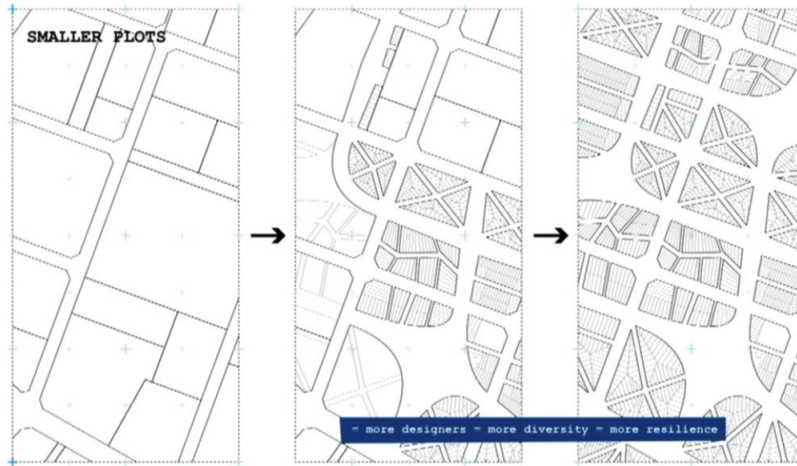 SMALLER PLOTS
= more designers = more diversity = more resilience